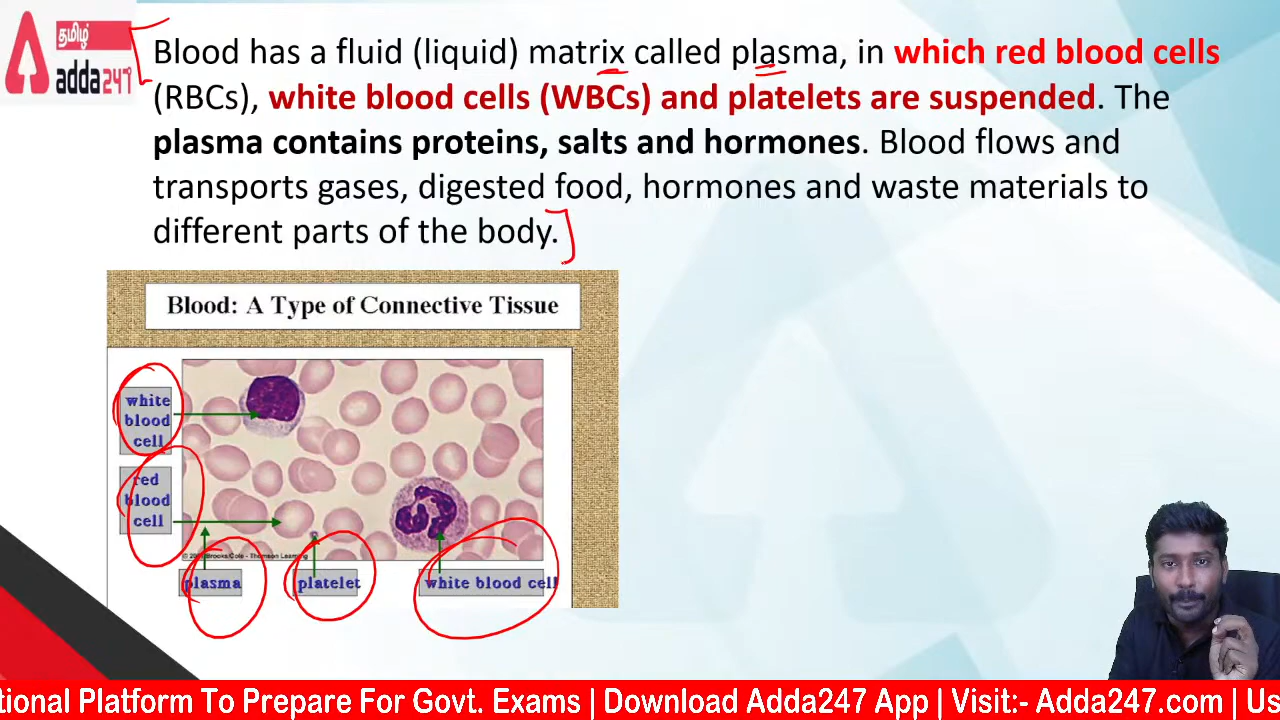 தமிழ்
adda247
Blood has a fluid (liquid) matrix called plasma, in which red blood cells
(RBCs), white blood cells (WBCs) and platelets are suspended. The
plasma contains proteins, salts and hormones. Blood flows and
transports gases, digested food, hormones and waste materials to
different parts of the body.
Blood: A Type of Connective Tissue
white
blood
cell
red
blood
cell
Brooks/Cole - Thomson Learning
plasma
platelet
white blood cell
tional Platform To Prepare For Govt. Exams | Download Adda247 App | Visit:- Adda247.com | Us